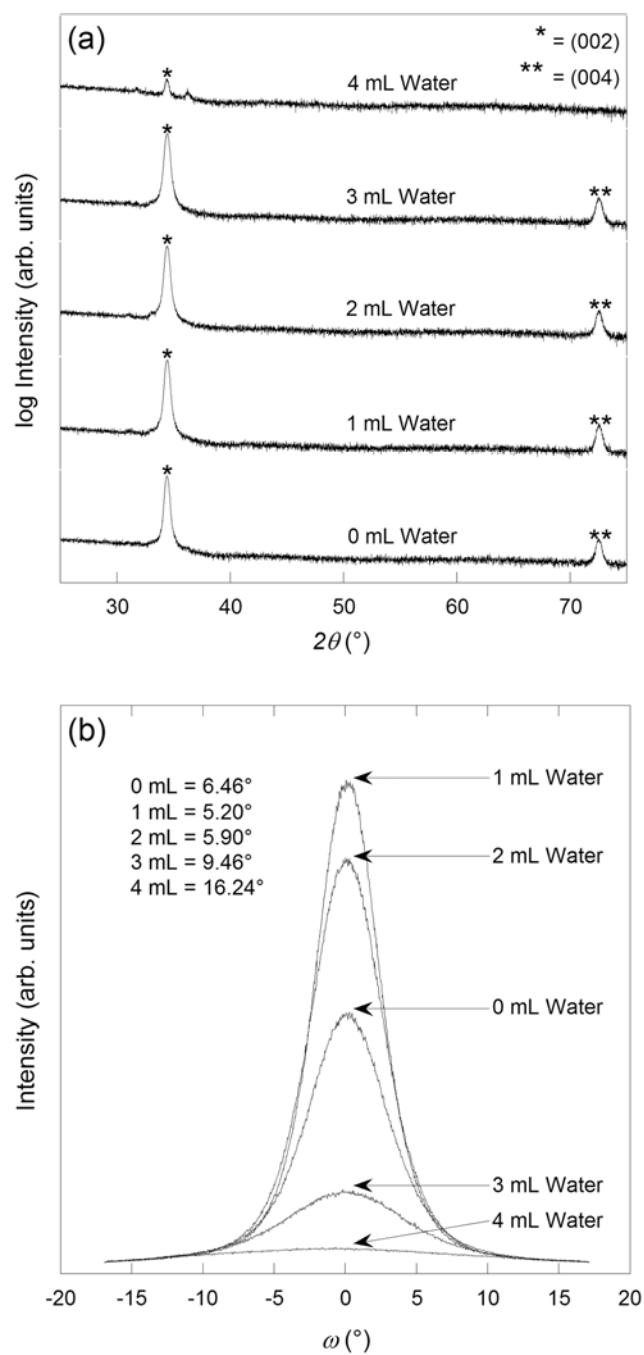 (a)
* = (002)
** = (004)
*
4 mL Water
*
3 mL Water
**
*
2 mL Water
**
*
1 mL Water
**
*
0 mL Water
**
log Intensity (arb. units)
30 40 50 60 70
2θ (°)
(b)
0 mL = 6.46°
1 mL = 5.20°
2 mL = 5.90°
3 mL = 9.46°
4 mL = 16.24°
1 mL Water
2 mL Water
0 mL Water
3 mL Water
4 mL Water
Intensity (arb. units)
-20 -15 -10 -5 0 5 10 15 20
ω (°)